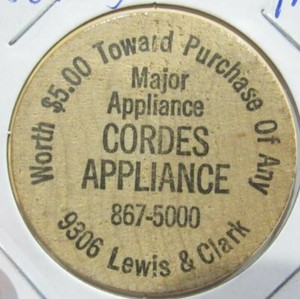 Worth $5.00 Toward Purchase Of Any
Major
Appliance
CORDES
APPLIANCE
867-5000
9306 Lewis & Clark